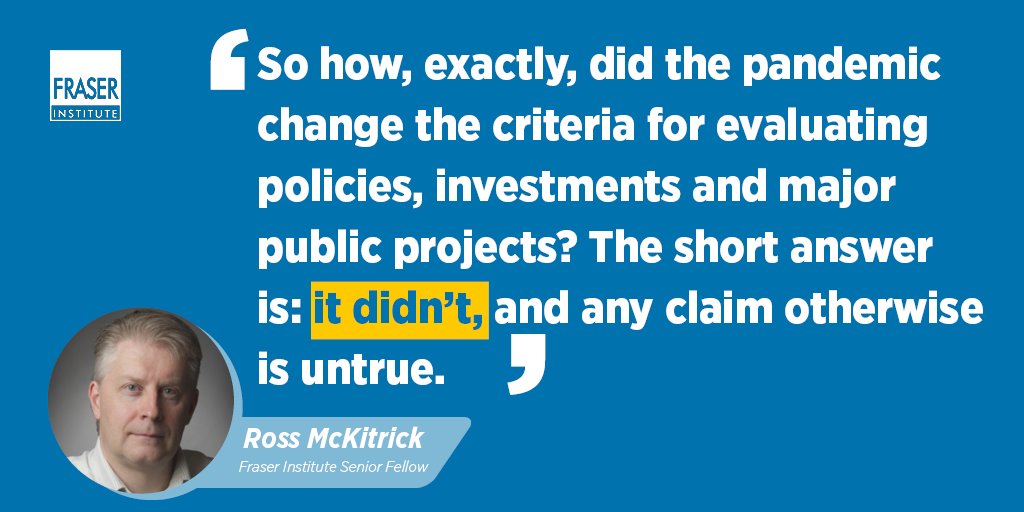 FRASER
INSTITUTE
‘So how, exactly, did the pandemic
change the criteria for evaluating
policies, investments and major
public projects? The short answer
is: it didn’t, and any claim otherwise
is untrue. ’
Ross McKitrick
Fraser Institute Senior Fellow